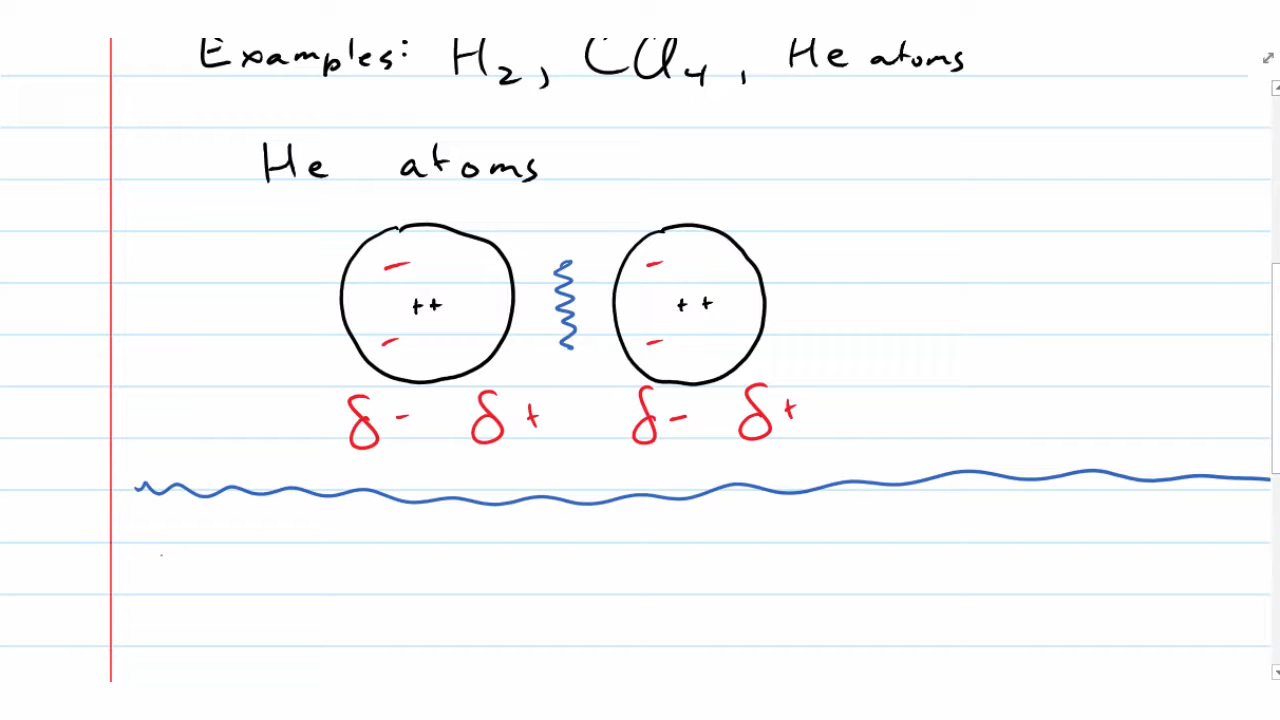 Examples: H₂, CCl₄, He atoms
He atoms
- -
++ ++
- -
δ- δ+ δ- δ+